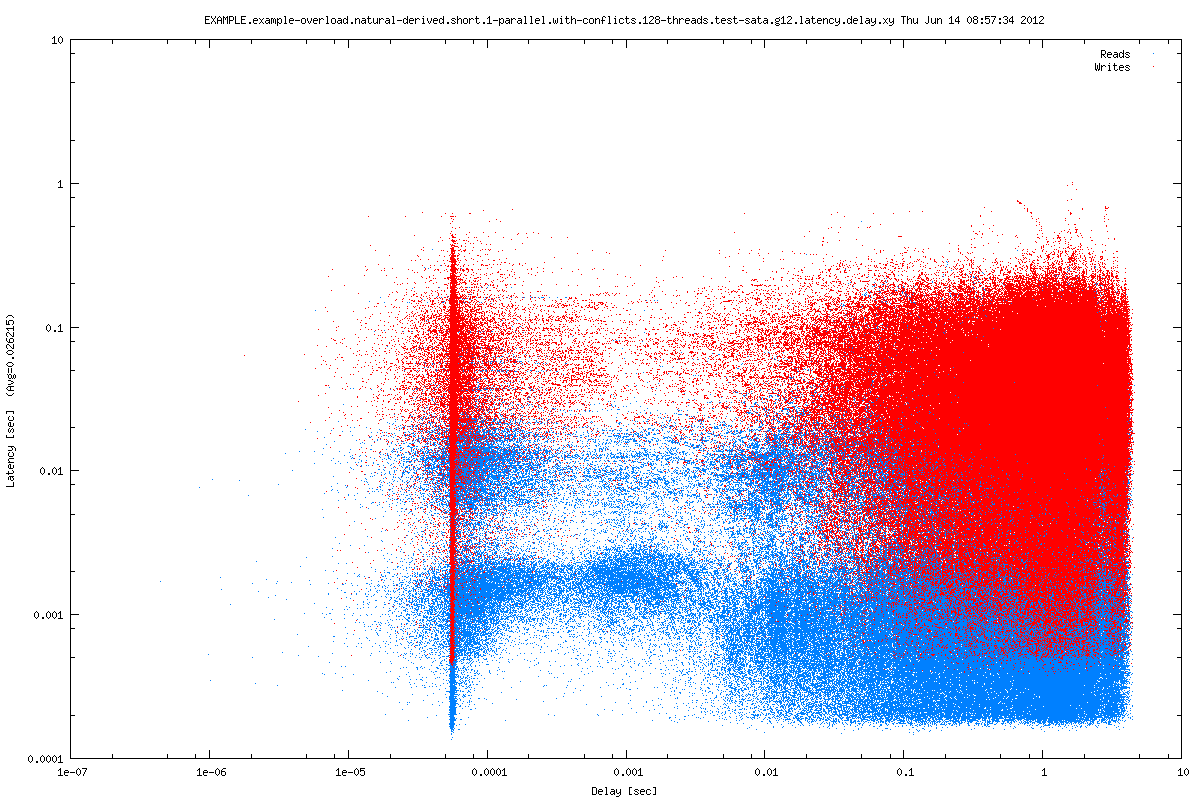 EXAMPLE.example-overload.natural-derived.short.1-parallel.with-conflicts.128-threads.test-sata.g12.latency.delay.xy Thu Jun 14 08:57:34 2012
Reads
Writes
10
1
0.1
0.01
0.001
0.0001
Latency [sec] (Avg=0.026215)
1e-07 1e-06 1e-05 0.0001 0.001 0.01 0.1 1 10
Delay [sec]